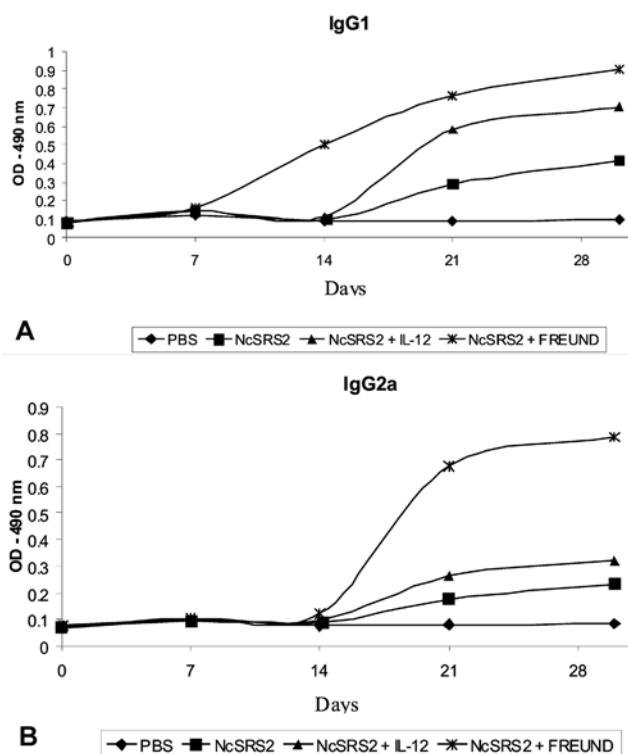 IgG1
1
0.9
0.8
0.7
0.6
0.5
0.4
0.3
0.2
0.1
0
OD - 490 nm
0 7 14 21 28
Days
A
PBS NcSRS2 NcSRS2 + IL-12 NcSRS2 + FREUND
IgG2a
0.9
0.8
0.7
0.6
0.5
0.4
0.3
0.2
0.1
0
OD - 490 nm
0 7 14 21 28
Days
B
PBS NcSRS2 NcSRS2 + IL-12 NcSRS2 + FREUND